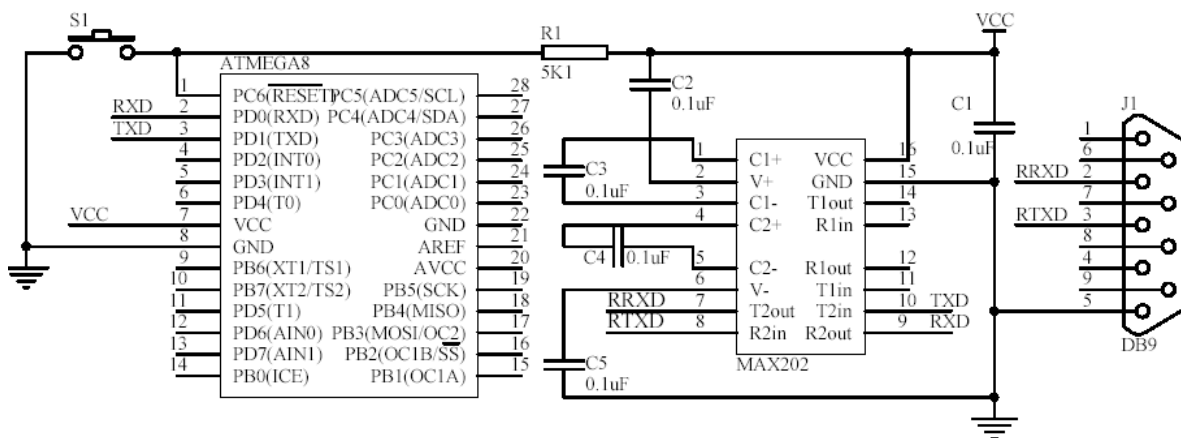 S1
R1
5K1
VCC
ATMEGA8
1 PC6(RESET) PC5(ADC5/SCL) 28
RXD 2 PD0(RXD) PC4(ADC4/SDA) 27
TXD 3 PD1(TXD) PC3(ADC3) 26
4 PD2(INT0) PC2(ADC2) 25
5 PD3(INT1) PC1(ADC1) 24
6 PD4(T0) PC0(ADC0) 23
VCC 7 VCC GND 22
8 GND AREF 21
9 PB6(XT1/TS1) AVCC 20
10 PB7(XT2/TS2) PB5(SCK) 19
11 PD5(T1) PB4(MISO) 18
12 PD6(AIN0) PB3(MOSI/OC2) 17
13 PD7(AIN1) PB2(OC1B/SS) 16
14 PB0(ICE) PB1(OC1A) 15
C2
0.1uF
C3
0.1uF
C4 0.1uF
C5
0.1uF
C1
0.1uF
1 C1+ VCC 16
2 V+ GND 15
3 C1- T1out 14
4 C2+ R1in 13
5 C2- R1out 12
6 V- T1in 11
RRXD 7 T2out T2in 10 TXD
RTXD 8 R2in R2out 9 RXD
MAX202
J1
1
6
RRXD 2
7
RTXD 3
8
4
9
5
DB9